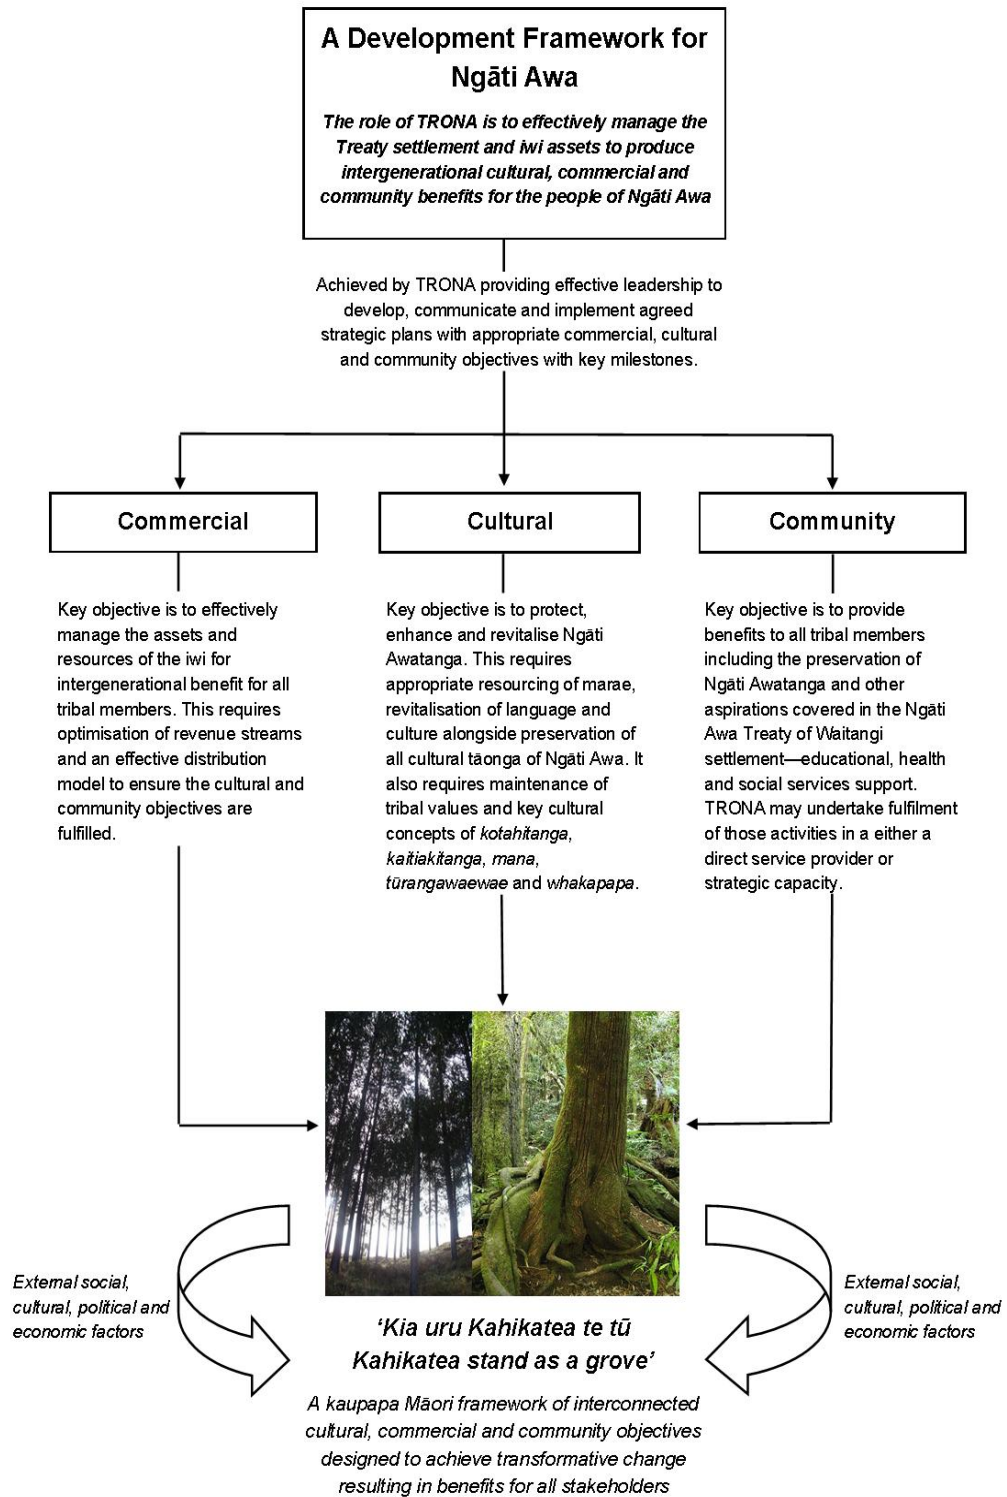 A Development Framework for
Ngāti Awa
The role of TRONA is to effectively manage the
Treaty settlement and iwi assets to produce
intergenerational cultural, commercial and
community benefits for the people of Ngāti Awa
Achieved by TRONA providing effective leadership to
develop, communicate and implement agreed
strategic plans with appropriate commercial, cultural
and community objectives with key milestones.
Commercial
Key objective is to effectively
manage the assets and
resources of the iwi for
intergenerational benefit for all
tribal members. This requires
optimisation of revenue streams
and an effective distribution
model to ensure the cultural and
community objectives are
fulfilled.
Cultural
Key objective is to protect,
enhance and revitalise Ngāti
Awatanga. This requires
appropriate resourcing of marae,
revitalisation of language and
culture alongside preservation of
all cultural tāonga of Ngāti Awa. It
also requires maintenance of
tribal values and key cultural
concepts of kotahitanga,
kaitiakitanga, mana,
tūrangawaewae and whakapapa.
Community
Key objective is to provide
benefits to all tribal members
including the preservation of
Ngāti Awatanga and other
aspirations covered in the Ngāti
Awa Treaty of Waitangi
settlement—educational, health
and social services support.
TRONA may undertake fulfilment
of those activities in a either a
direct service provider or
strategic capacity.
External social,
cultural, political and
economic factors
External social,
cultural, political and
economic factors
‘Kia uru Kahikatea te tū
Kahikatea stand as a grove’
A kaupapa Māori framework of interconnected
cultural, commercial and community objectives
designed to achieve transformative change
resulting in benefits for all stakeholders